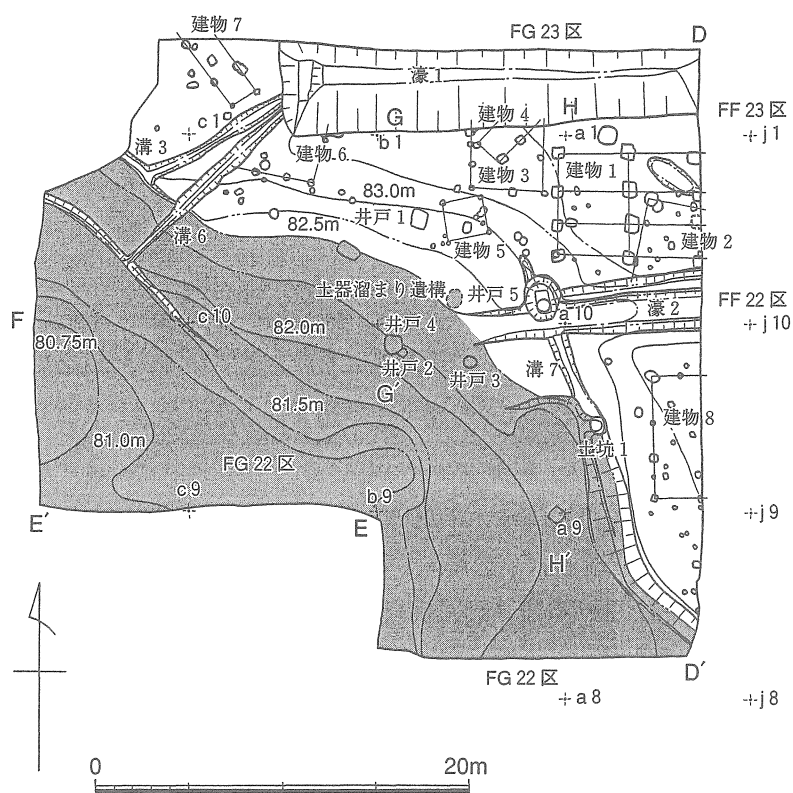 建物 7
FG 23 区
D
濠 1
FF 23 区
G
H
建物 4
c 1
b 1
a 1
j 1
溝 3
建物 6
建物 3
建物 1
83.0m
井戸 1
82.5m
溝 6
建物 5
建物 2
土器溜まり遺構
井戸 5
FF 22 区
F
c 10
82.0m
井戸 4
a 10
濠 2
j 10
80.75m
井戸 2
井戸 3
溝 7
G′
81.5m
建物 8
81.0m
土坑 1
FG 22 区
c 9
b 9
E′
E
a 9
j 9
H′
D′
FG 22 区
a 8
j 8
0
20m